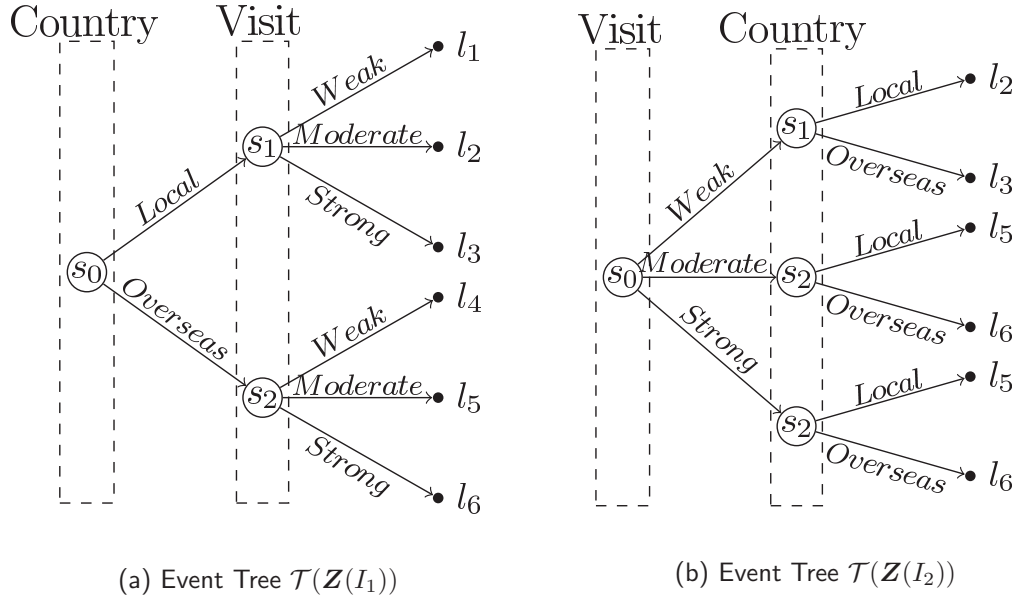 Country Visit
Weak l1
s1 Moderate l2
Local Strong l3
s0
Overseas Weak l4
s2 Moderate l5
Strong l6
(a) Event Tree 𝒯(𝒁(I1))
Visit Country
Local l2
s1
Overseas l3
Weak Local l5
s0 Moderate s2
Overseas l6
Strong Local l5
s2
Overseas l6
(b) Event Tree 𝒯(𝒁(I2))